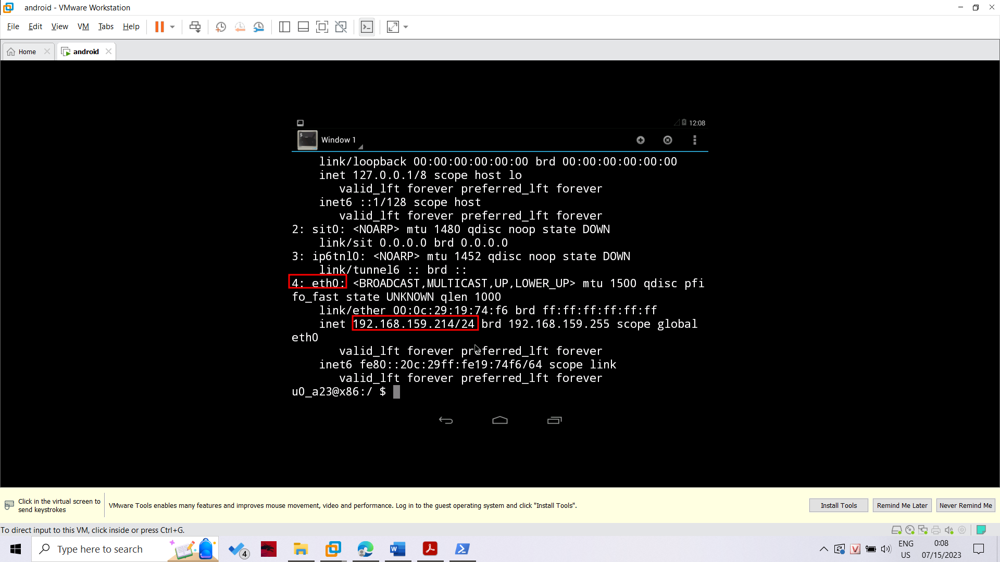 android - VMware Workstation
File Edit View VM Tabs Help
Home android
12:08
Window 1
link/loopback 00:00:00:00:00:00 brd 00:00:00:00:00:00
inet 127.0.0.1/8 scope host lo
valid_lft forever preferred_lft forever
inet6 ::1/128 scope host
valid_lft forever preferred_lft forever
2: sit0: <NOARP> mtu 1480 qdisc noop state DOWN
link/sit 0.0.0.0 brd 0.0.0.0
3: ip6tnl0: <NOARP> mtu 1452 qdisc noop state DOWN
link/tunnel6 :: brd ::
4: eth0: <BROADCAST,MULTICAST,UP,LOWER_UP> mtu 1500 qdisc pfi
fo_fast state UNKNOWN qlen 1000
link/ether 00:0c:29:19:74:f6 brd ff:ff:ff:ff:ff:ff
inet 192.168.159.214/24 brd 192.168.159.255 scope global
eth0
valid_lft forever preferred_lft forever
inet6 fe80::20c:29ff:fe19:74f6/64 scope link
valid_lft forever preferred_lft forever
u0_a23@x86:/ $
Click in the virtual screen to
send keystrokes
VMware Tools enables many features and improves mouse movement, video and performance. Log in to the guest operating system and click "Install Tools".
Install Tools Remind Me Later Never Remind Me
To direct input to this VM, click inside or press Ctrl+G.
Type here to search
4
ENG
US
0:08
07/15/2023